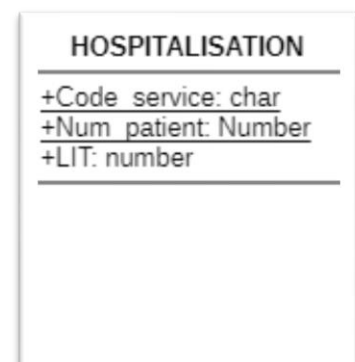 HOSPITALISATION
+Code_service: char
+Num_patient: Number
+LIT: number